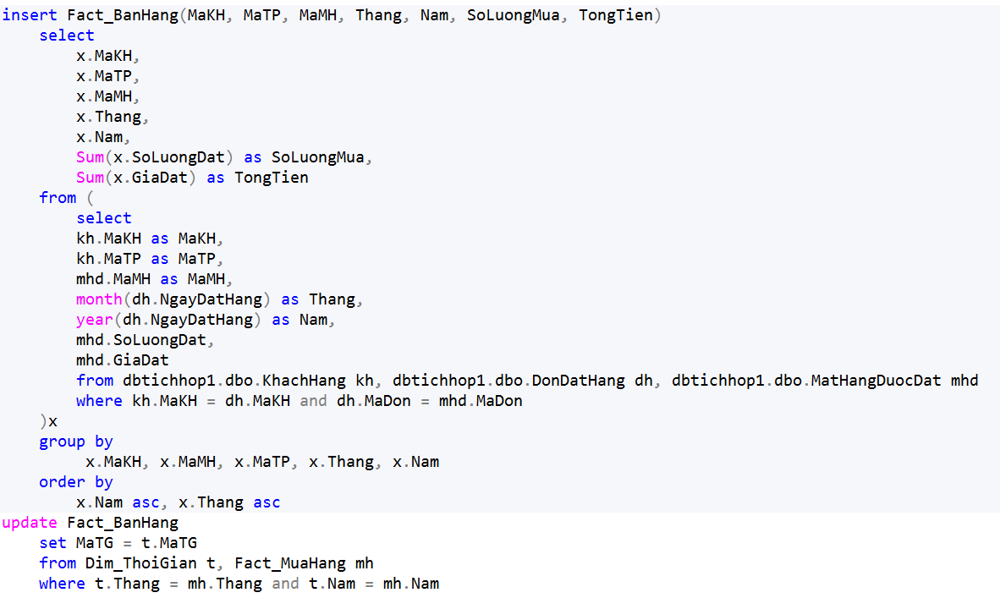 insert Fact_BanHang(MaKH, MaTP, MaMH, Thang, Nam, SoLuongMua, TongTien)
    select
        x.MaKH,
        x.MaTP,
        x.MaMH,
        x.Thang,
        x.Nam,
        Sum(x.SoLuongDat) as SoLuongMua,
        Sum(x.GiaDat) as TongTien
    from (
        select
        kh.MaKH as MaKH,
        kh.MaTP as MaTP,
        mhd.MaMH as MaMH,
        month(dh.NgayDatHang) as Thang,
        year(dh.NgayDatHang) as Nam,
        mhd.SoLuongDat,
        mhd.GiaDat
        from dbtichhop1.dbo.KhachHang kh, dbtichhop1.dbo.DonDatHang dh, dbtichhop1.dbo.MatHangDuocDat mhd
        where kh.MaKH = dh.MaKH and dh.MaDon = mhd.MaDon
    )x
    group by
         x.MaKH, x.MaMH, x.MaTP, x.Thang, x.Nam
    order by
        x.Nam asc, x.Thang asc
update Fact_BanHang
    set MaTG = t.MaTG
    from Dim_ThoiGian t, Fact_MuaHang mh
    where t.Thang = mh.Thang and t.Nam = mh.Nam